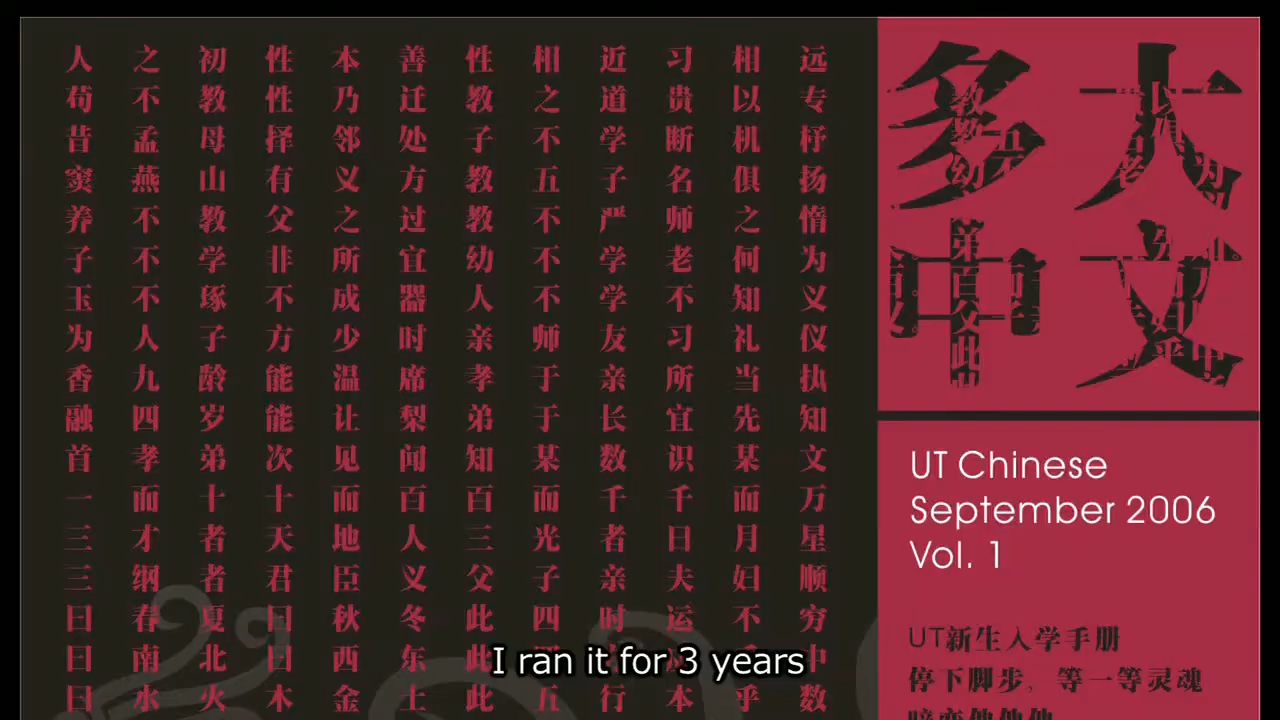 人之初性本善性相近习相远
苟不教性乃迁教之道贵以专
昔孟母择邻处子不学断机杼
窦燕山有义方教五子名俱扬
养不教父之过教不严师之惰
子不学非所宜幼不学老何为
玉不琢不成器人不学不知义
为人子方少时亲师友习礼仪
香九龄能温席孝于亲所当执
融四岁能让梨弟于长宜先知
首孝弟次见闻知某数识某文
一而十十而百百而千千而万
三才者天地人三光者日月星
三纲者君臣义父子亲夫妇顺
曰春夏曰秋冬此四时运不穷
曰南北曰西东此
中
曰水火木金土此五行本乎数
多大
中文
UT Chinese
September 2006
Vol. 1
UT新生入学手册
停下脚步，等一等灵魂
I ran it for 3 years